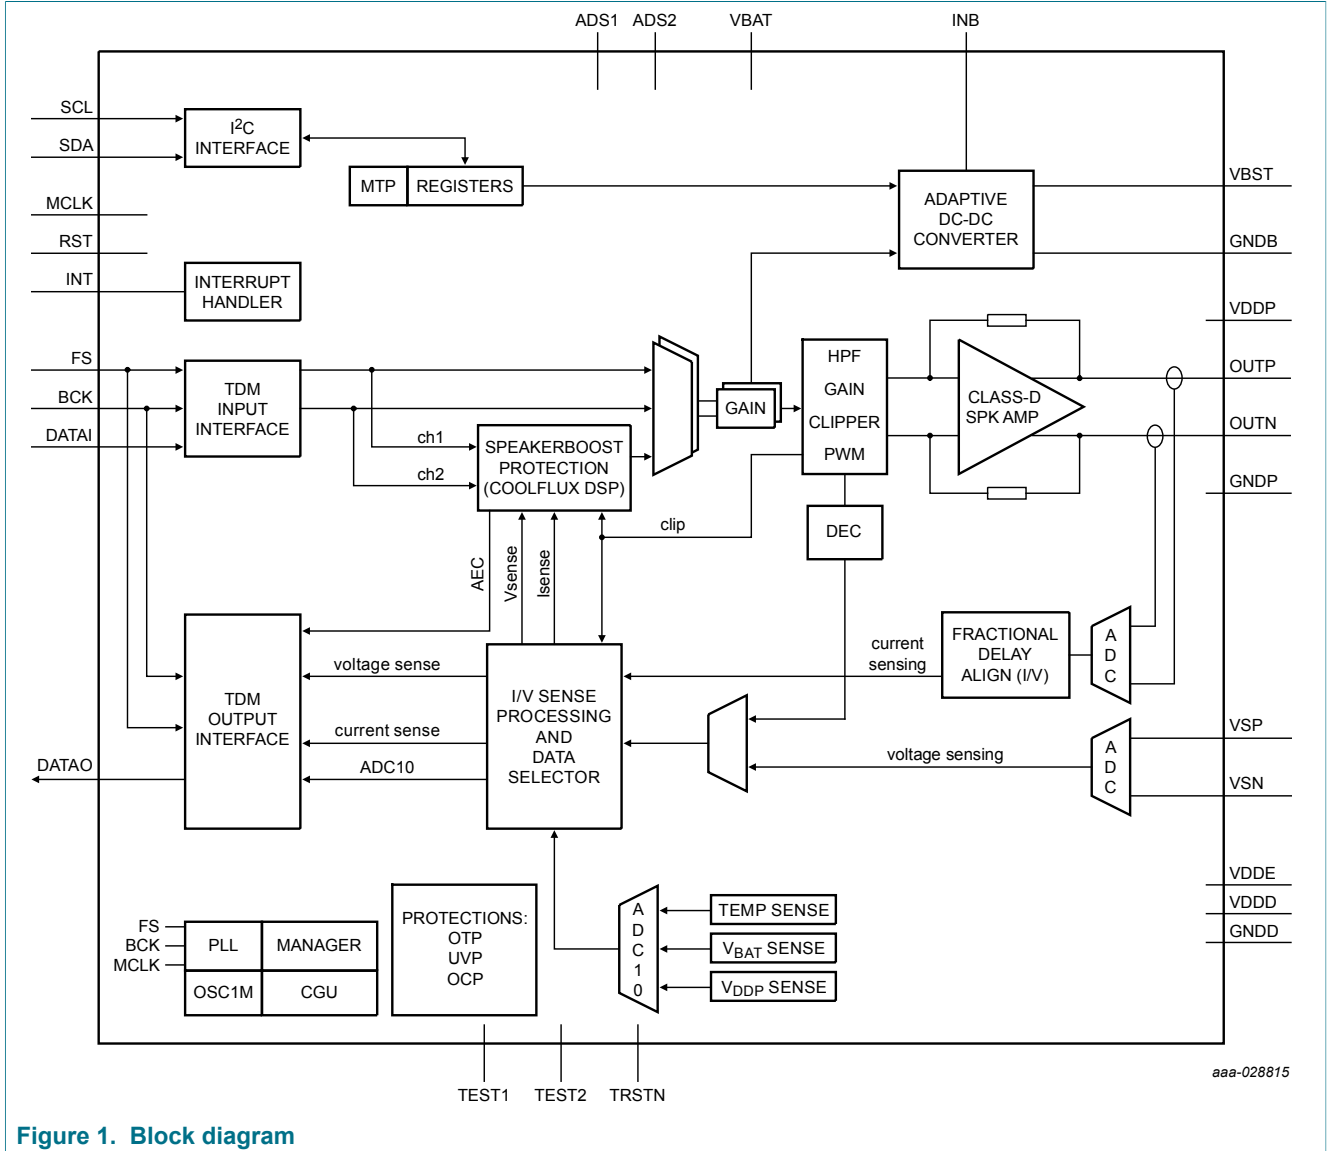 ADS1 ADS2 VBAT INB
SCL
SDA
I2C
INTERFACE
MTP REGISTERS
MCLK
RST
INT
INTERRUPT
HANDLER
ADAPTIVE
DC-DC
CONVERTER
VBST
GNDB
VDDP
FS
BCK
DATAI
TDM
INPUT
INTERFACE
ch1
ch2
SPEAKERBOOST
PROTECTION
(COOLFLUX DSP)
GAIN
HPF
GAIN
CLIPPER
PWM
CLASS-D
SPK AMP
OUTP
OUTN
GNDP
clip
DEC
AEC
Vsense
Isense
TDM
OUTPUT
INTERFACE
DATAO
voltage sense
current sense
ADC10
I/V SENSE
PROCESSING
AND
DATA
SELECTOR
current
sensing
FRACTIONAL
DELAY
ALIGN (I/V)
A
D
C
voltage sensing
A
D
C
VSP
VSN
VDDE
VDDD
GNDD
FS
BCK
MCLK
PLL MANAGER
OSC1M CGU
PROTECTIONS:
OTP
UVP
OCP
A
D
C
1
0
TEMP SENSE
VBAT SENSE
VDDP SENSE
TEST1 TEST2 TRSTN
aaa-028815
Figure 1. Block diagram